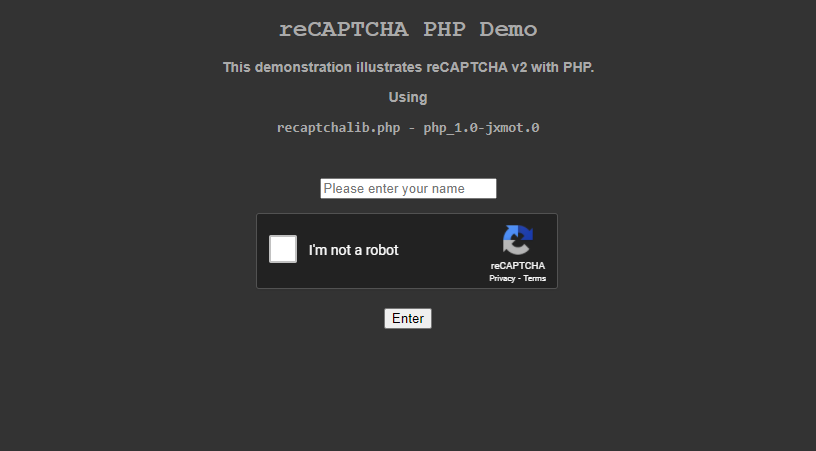 reCAPTCHA PHP Demo
This demonstration illustrates reCAPTCHA v2 with PHP.
Using
recaptchalib.php - php_1.0-jxmot.0
Please enter your name
I'm not a robot
reCAPTCHA
Privacy - Terms
Enter